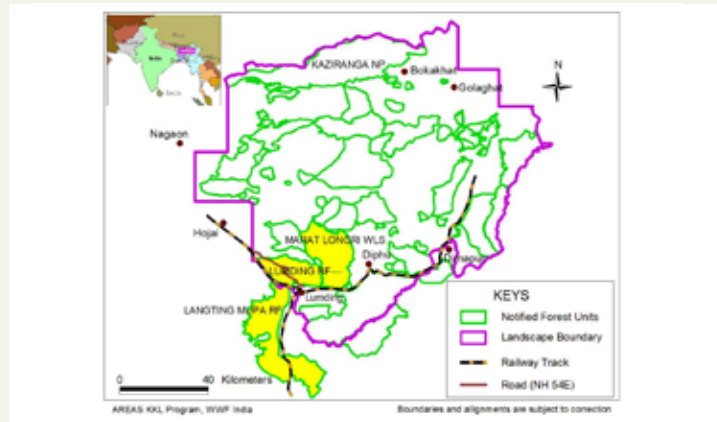 India
KAZIRANGA NP
Bokakhat
Golaghat
N
Nagaon
Hojai
MARAT LONGRI WLS
Diphu
Dimapur
LUMDING RF
Lumding
LANGTING MUPA RF
KEYS
Notified Forest Units
Landscape Boundary
Railway Track
Road (NH 54E)
0 40 Kilometers
AREAS KKL Program, WWF India
Boundaries and alignments are subject to correction